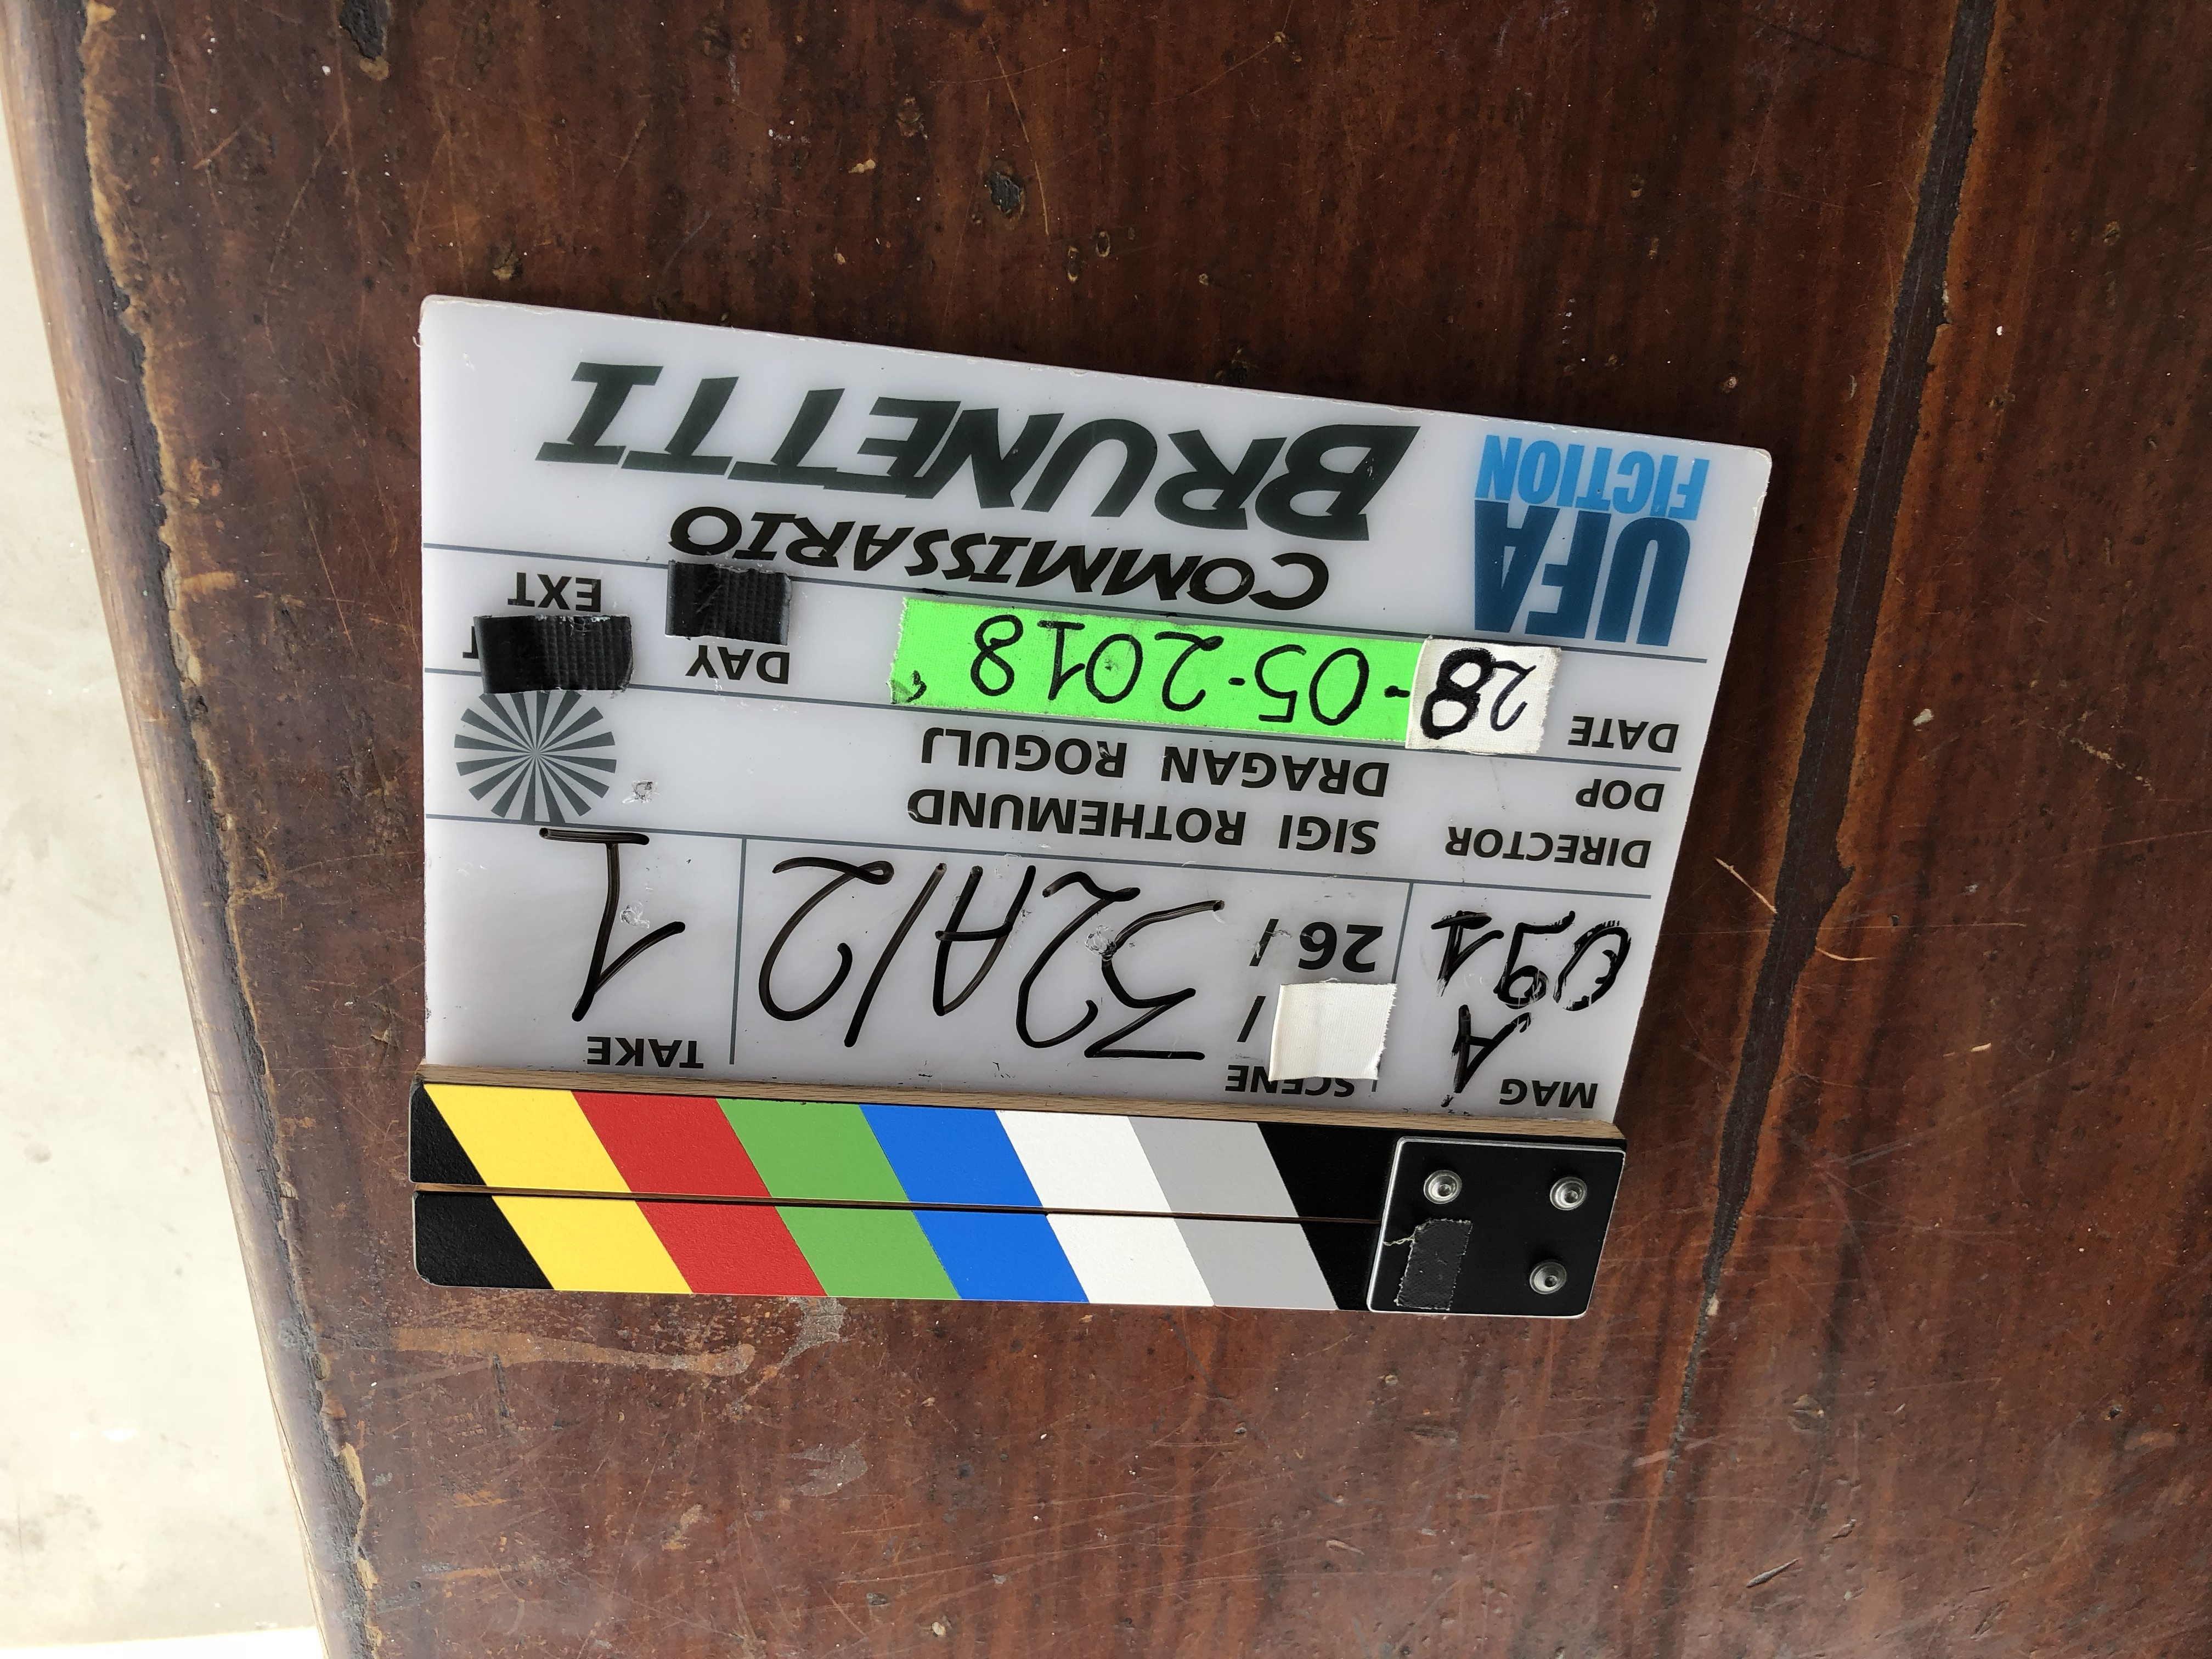 MAG SCENE TAKE
A
091
26 /
/
32A/2
1
DIRECTOR SIGI ROTHEMUND
DOP DRAGAN ROGULJ
DATE 28-05-2018
DAY
EXT
UFA
FICTION
COMMISSARIO
BRUNETTI